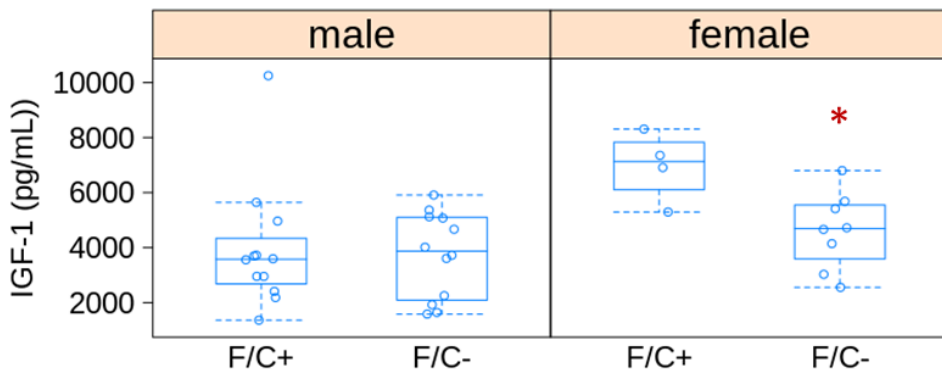 male
female
IGF-1 (pg/mL))
10000
8000
6000
4000
2000
*
F/C+
F/C-
F/C+
F/C-